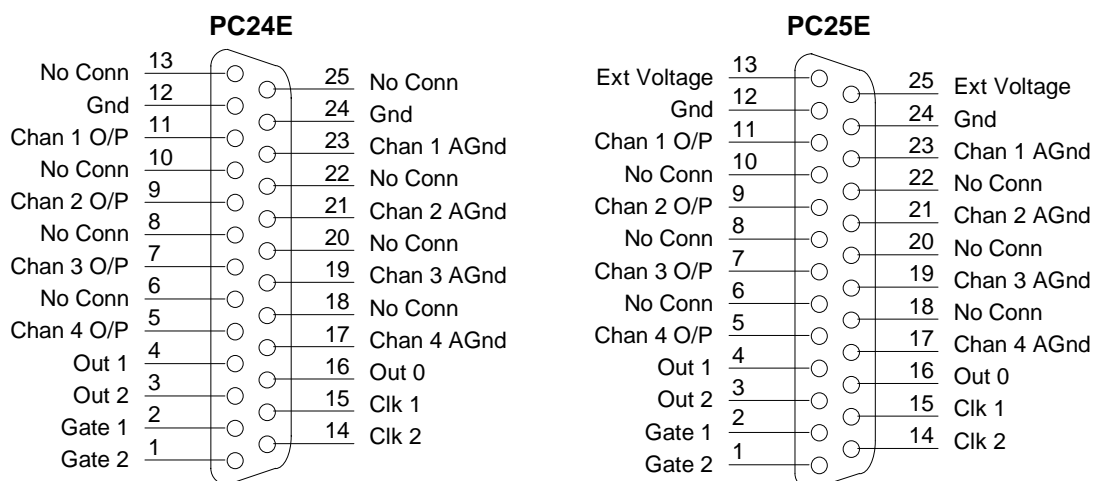 PC24E
No Conn 13
25 No Conn
Gnd 12
24 Gnd
Chan 1 O/P 11
23 Chan 1 AGnd
No Conn 10
22 No Conn
Chan 2 O/P 9
21 Chan 2 AGnd
No Conn 8
20 No Conn
Chan 3 O/P 7
19 Chan 3 AGnd
No Conn 6
18 No Conn
Chan 4 O/P 5
17 Chan 4 AGnd
Out 1 4
16 Out 0
Out 2 3
15 Clk 1
Gate 1 2
14 Clk 2
Gate 2 1
PC25E
Ext Voltage 13
25 Ext Voltage
Gnd 12
24 Gnd
Chan 1 O/P 11
23 Chan 1 AGnd
No Conn 10
22 No Conn
Chan 2 O/P 9
21 Chan 2 AGnd
No Conn 8
20 No Conn
Chan 3 O/P 7
19 Chan 3 AGnd
No Conn 6
18 No Conn
Chan 4 O/P 5
17 Chan 4 AGnd
Out 1 4
16 Out 0
Out 2 3
15 Clk 1
Gate 1 2
14 Clk 2
Gate 2 1